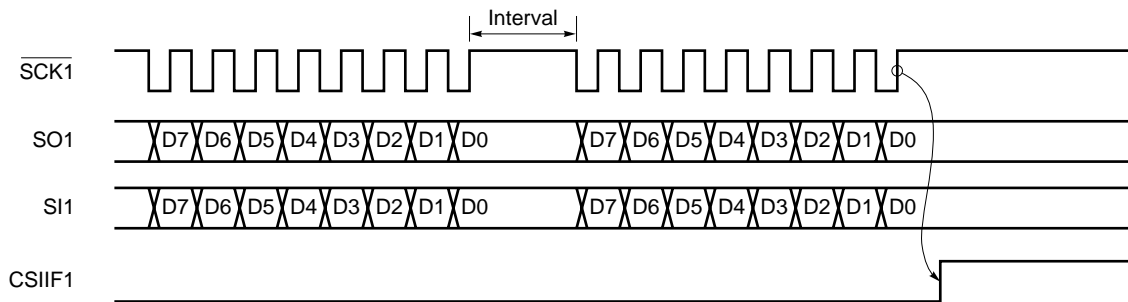 Interval
SCK1
SO1 D7 D6 D5 D4 D3 D2 D1 D0 D7 D6 D5 D4 D3 D2 D1 D0
SI1 D7 D6 D5 D4 D3 D2 D1 D0 D7 D6 D5 D4 D3 D2 D1 D0
CSIIF1